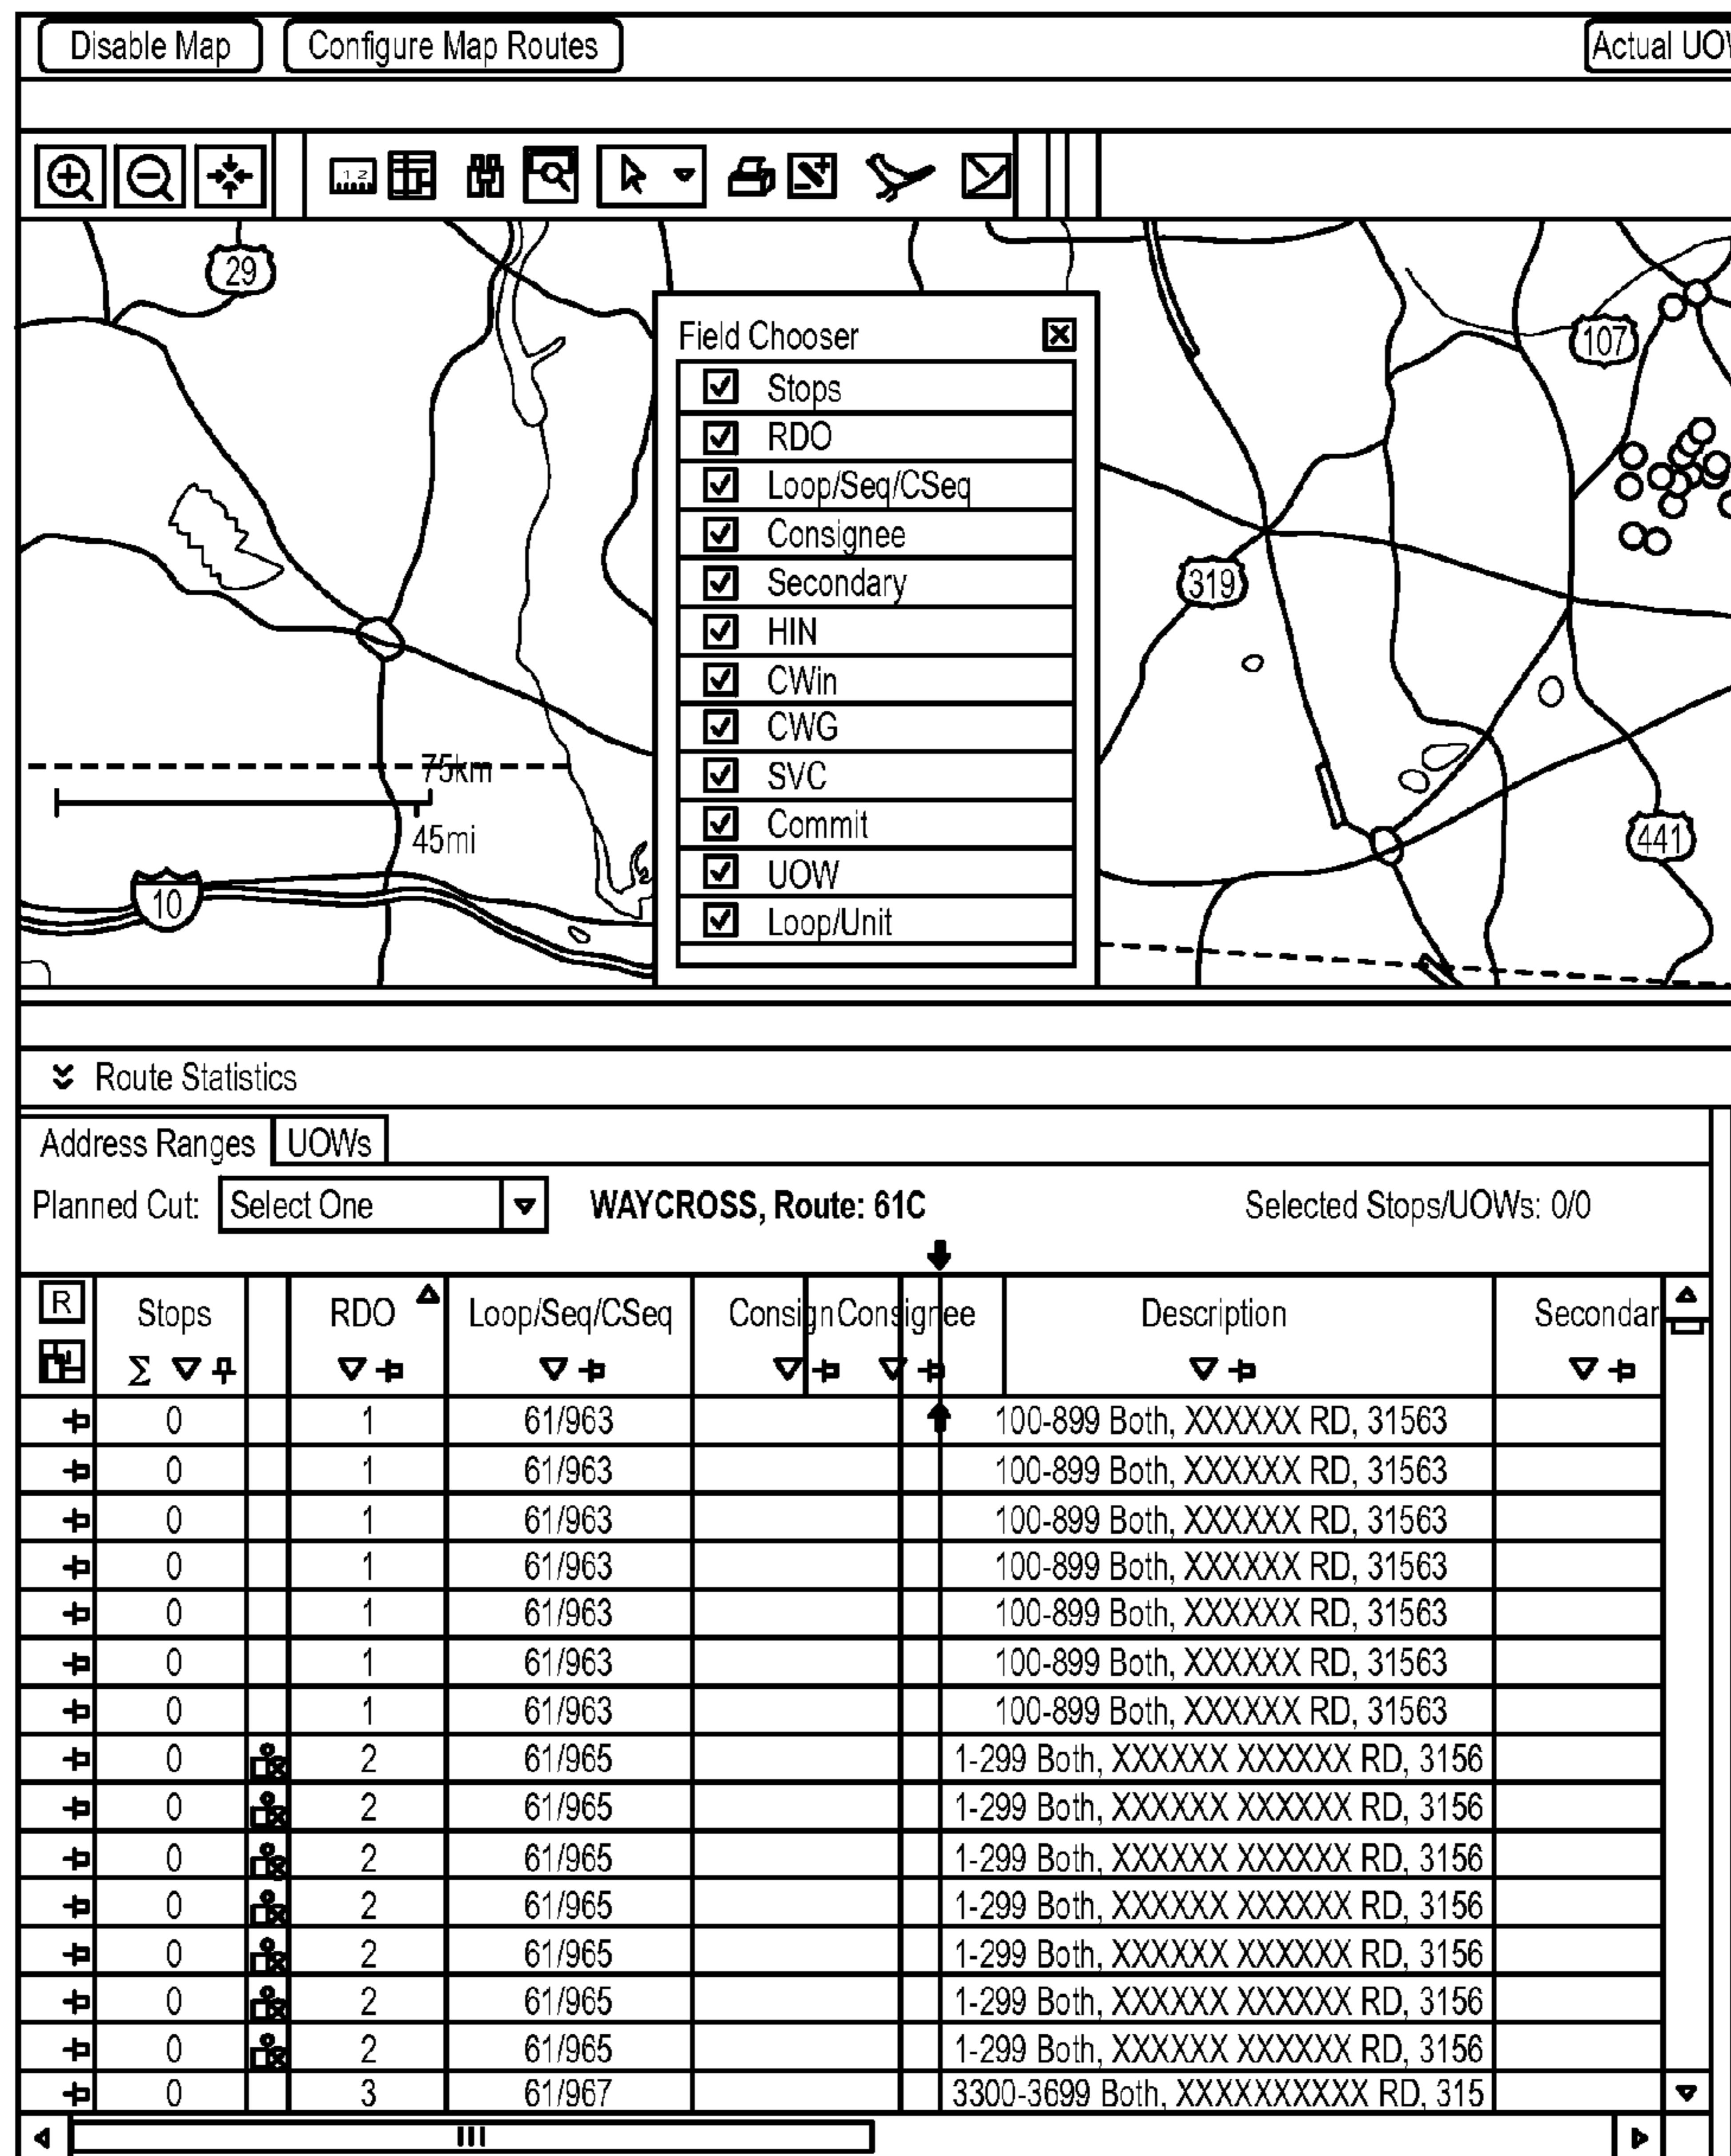 Disable Map Configure Map Routes Actual UOW
1 2
29
107
Field Chooser
Stops
RDO
Loop/Seq/CSeq
Consignee
Secondary
HIN
CWin
CWG
SVC
Commit
UOW
Loop/Unit
319
75km
45mi
441
10
Route Statistics
Address Ranges UOWs
Planned Cut: Select One WAYCROSS, Route: 61C Selected Stops/UOWs: 0/0
R Stops RDO Loop/Seq/CSeq Consign Consignee Description Secondar
Σ
0 1 61/963 100-899 Both, XXXXXX RD, 31563
0 1 61/963 100-899 Both, XXXXXX RD, 31563
0 1 61/963 100-899 Both, XXXXXX RD, 31563
0 1 61/963 100-899 Both, XXXXXX RD, 31563
0 1 61/963 100-899 Both, XXXXXX RD, 31563
0 1 61/963 100-899 Both, XXXXXX RD, 31563
0 1 61/963 100-899 Both, XXXXXX RD, 31563
0 2 61/965 1-299 Both, XXXXXX XXXXXX RD, 3156
0 2 61/965 1-299 Both, XXXXXX XXXXXX RD, 3156
0 2 61/965 1-299 Both, XXXXXX XXXXXX RD, 3156
0 2 61/965 1-299 Both, XXXXXX XXXXXX RD, 3156
0 2 61/965 1-299 Both, XXXXXX XXXXXX RD, 3156
0 2 61/965 1-299 Both, XXXXXX XXXXXX RD, 3156
0 2 61/965 1-299 Both, XXXXXX XXXXXX RD, 3156
0 3 61/967 3300-3699 Both, XXXXXXXXXX RD, 315